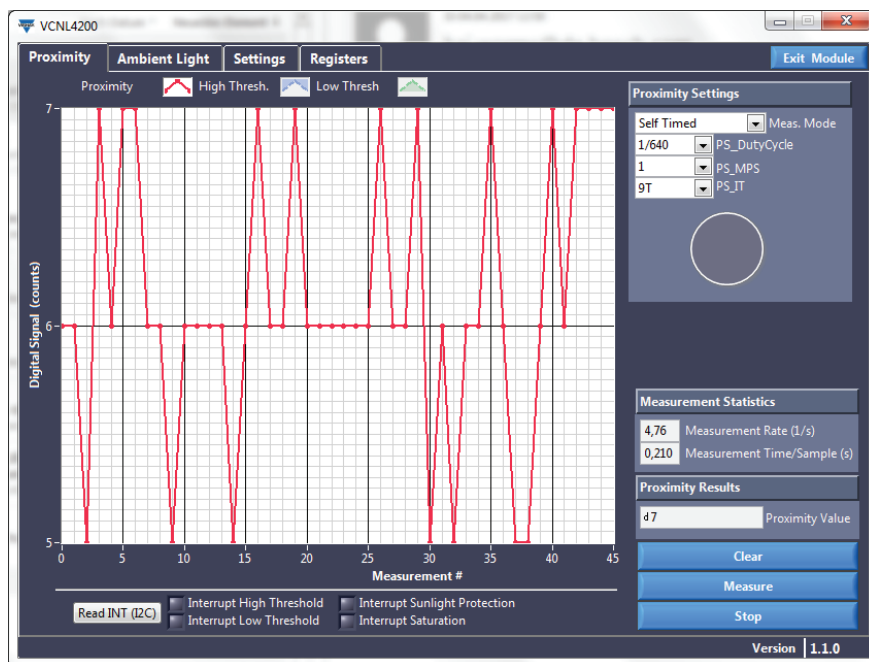 VCNL4200
Proximity
Ambient Light
Settings
Registers
Exit Module
Proximity
High Thresh.
Low Thresh
7
6
5
Digital Signal (counts)
0 5 10 15 20 25 30 35 40 45
Measurement #
Proximity Settings
Self Timed Meas. Mode
1/640 PS_DutyCycle
1 PS_MPS
9T PS_IT
Measurement Statistics
4,76 Measurement Rate (1/s)
0,210 Measurement Time/Sample (s)
Proximity Results
d7 Proximity Value
Clear
Measure
Stop
Read INT (I2C)
Interrupt High Threshold
Interrupt Sunlight Protection
Interrupt Low Threshold
Interrupt Saturation
Version 1.1.0